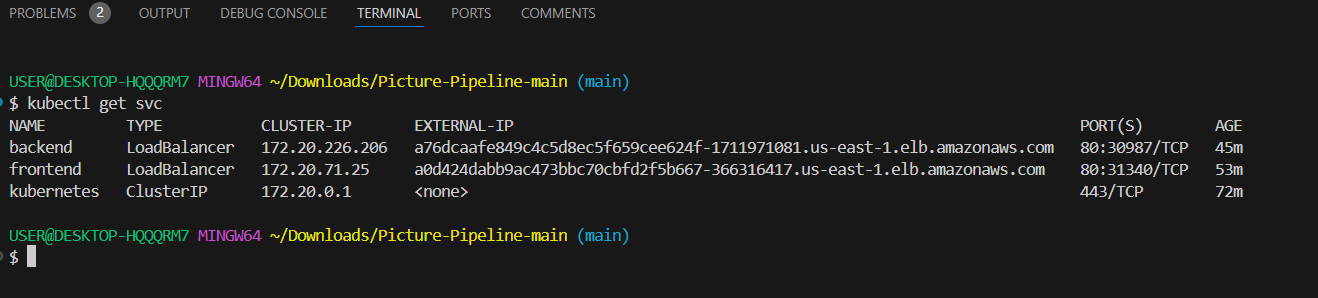 PROBLEMS 2 OUTPUT DEBUG CONSOLE TERMINAL PORTS COMMENTS
USER@DESKTOP-HQQQRM7 MINGW64 ~/Downloads/Picture-Pipeline-main (main)
$ kubectl get svc
NAME TYPE CLUSTER-IP EXTERNAL-IP PORT(S) AGE
backend LoadBalancer 172.20.226.206 a76dcaafe849c4c5d8ec5f659cee624f-1711971081.us-east-1.elb.amazonaws.com 80:30987/TCP 45m
frontend LoadBalancer 172.20.71.25 a0d424dabb9ac473bbc70cbfd2f5b667-366316417.us-east-1.elb.amazonaws.com 80:31340/TCP 53m
kubernetes ClusterIP 172.20.0.1 <none> 443/TCP 72m
USER@DESKTOP-HQQQRM7 MINGW64 ~/Downloads/Picture-Pipeline-main (main)
$